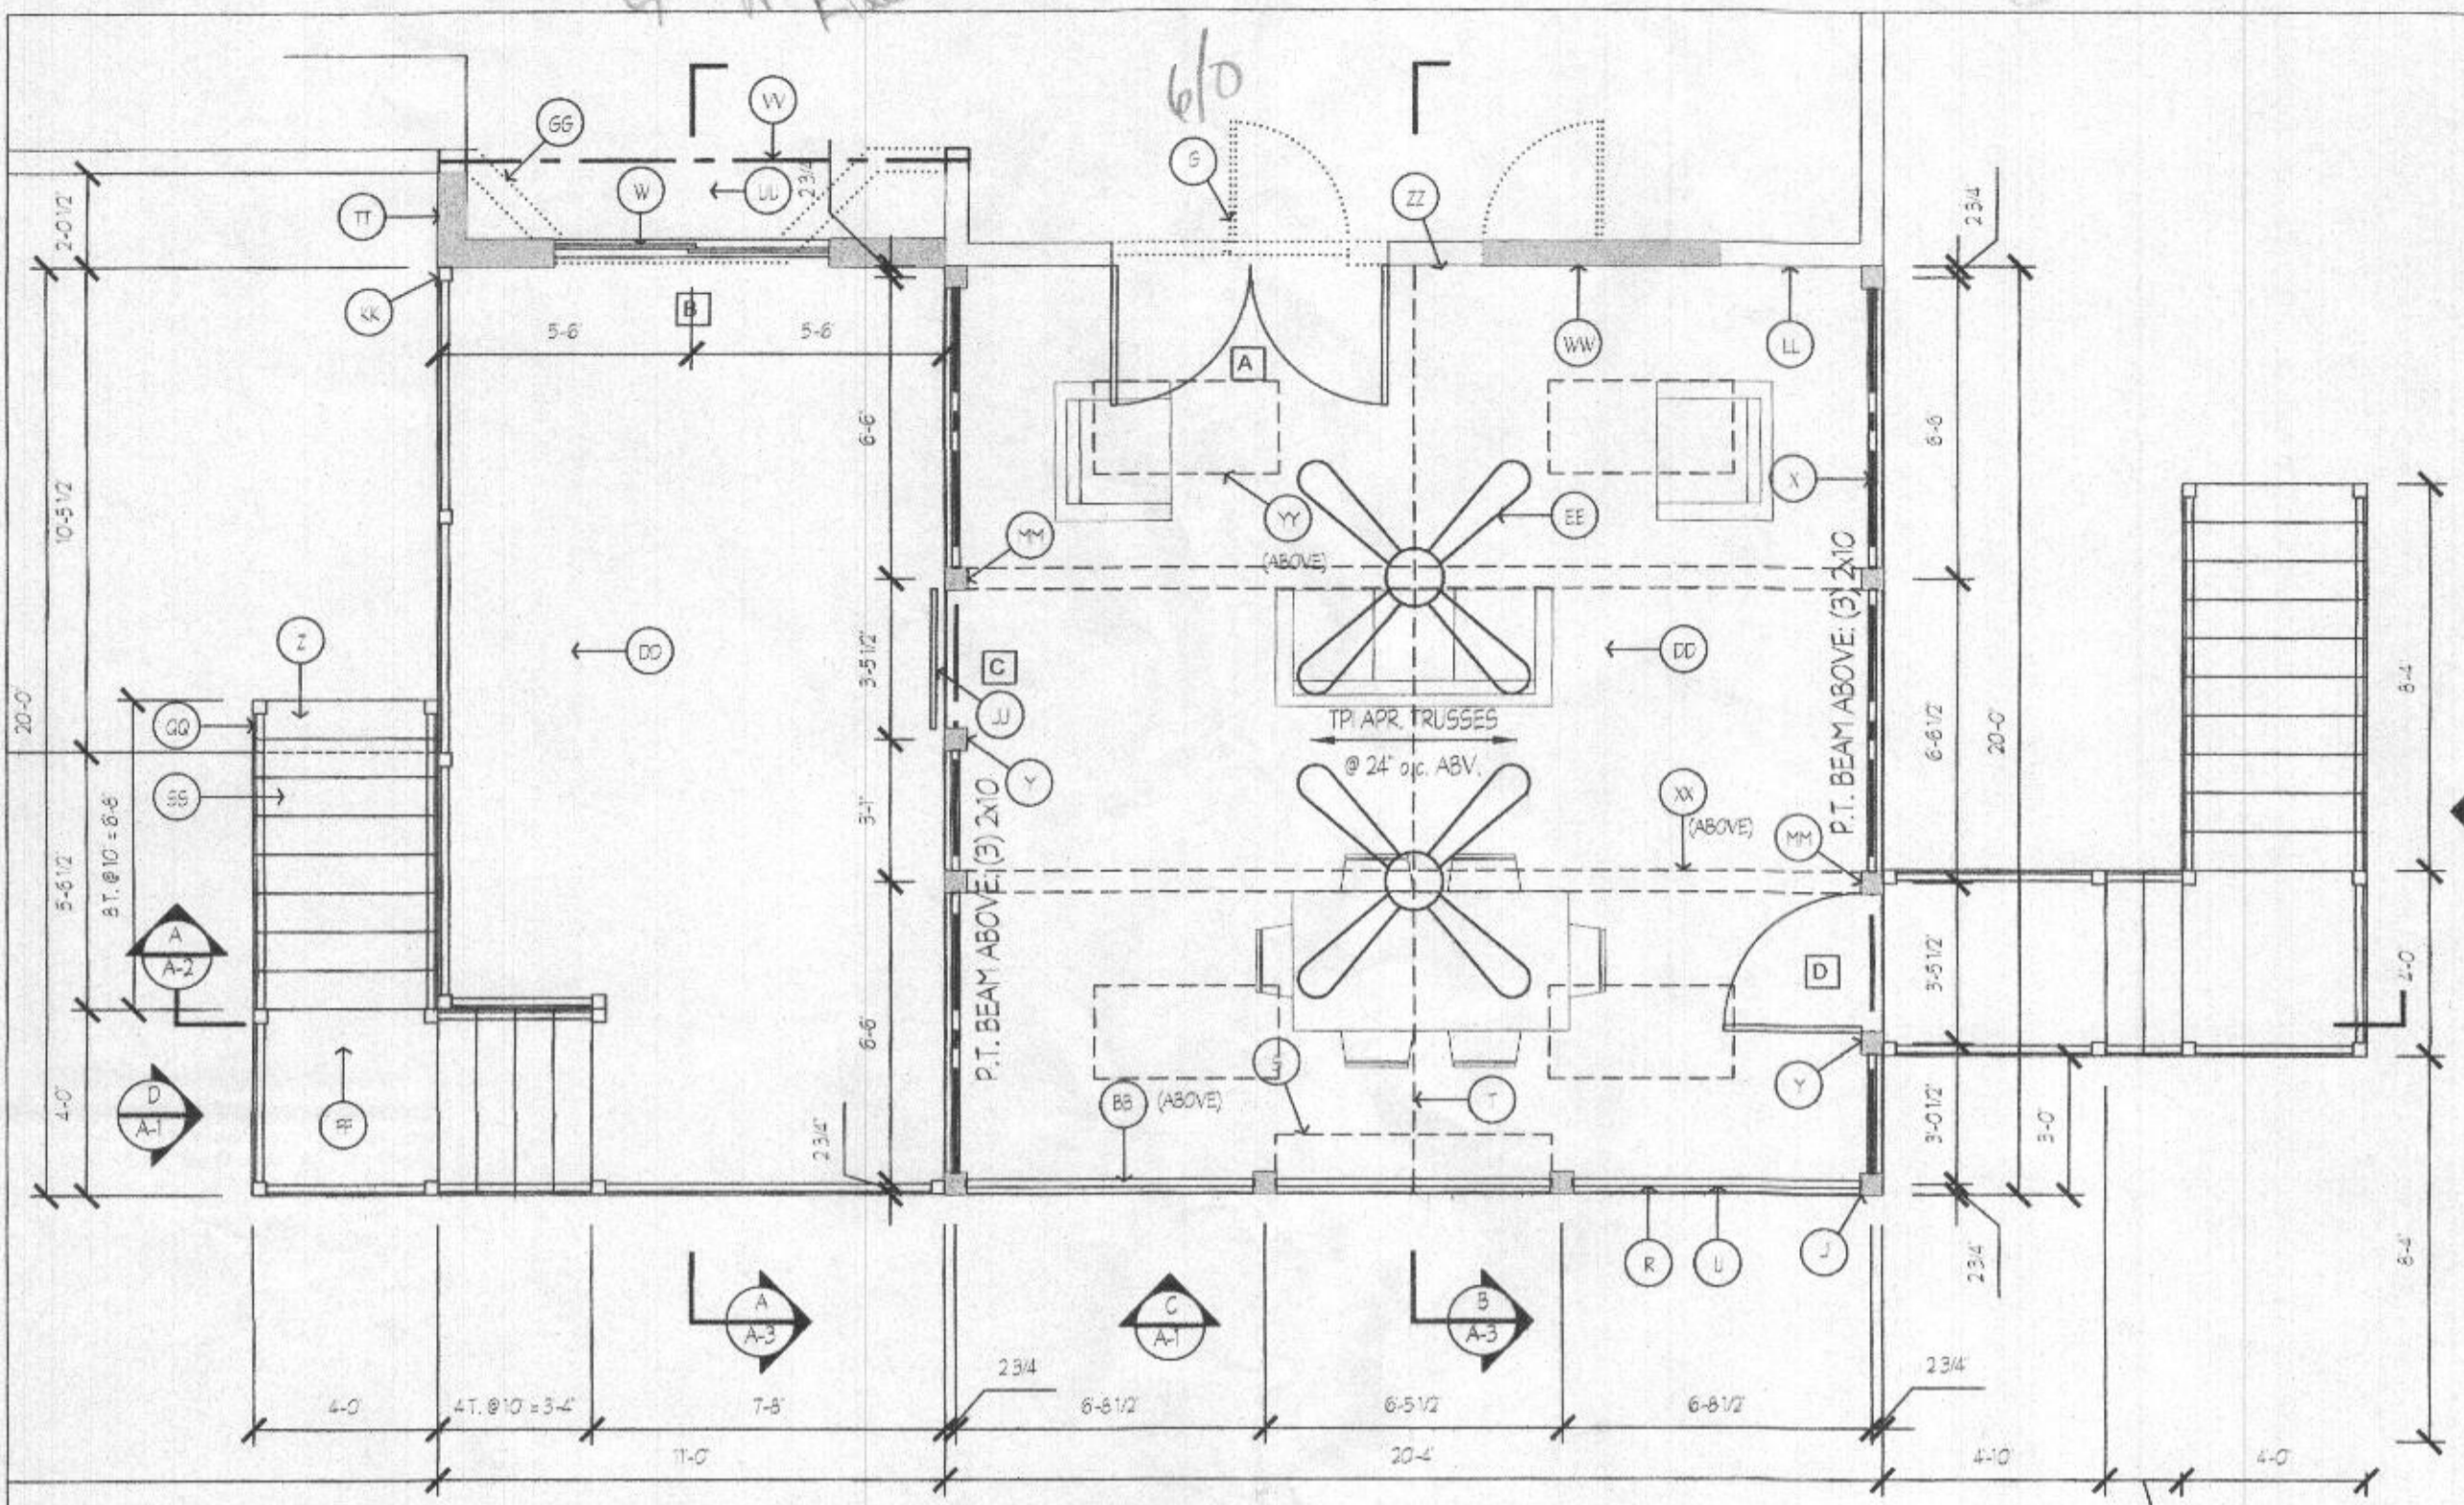 6/0
GG
VV
W
UU
2 3/4"
G
ZZ
2 3/4"
TT
2'-0 1/2"
KK
B
5'-6"
5'-6"
A
WW
LL
6'-6"
6'-6"
10'-5 1/2"
X
YY
(ABOVE)
EE
MM
P.T. BEAM ABOVE: (3) 2x10
Z
DD
C
DD
8'-4"
20'-0"
3'-5 1/2"
QQ
JJ
TPI APR. TRUSSES
@ 24" o.c. ABV.
6'-6 1/2"
20'-0"
SS
8 T. @ 10" = 6'-8"
3'-1"
Y
P.T. BEAM ABOVE: (3) 2x10
XX
(ABOVE)
MM
5'-6 1/2"
A
A-2
D
3'-5 1/2"
4'-0"
6'-6"
4'-0"
D
A-1
RR
2 3/4"
BB (ABOVE)
S
T
Y
3'-0 1/2"
3'-0"
R
U
J
2 3/4"
8'-4"
A
A-3
C
A-1
B
A-3
2 3/4"
2 3/4"
4'-0"
4 T. @ 10" = 3'-4"
7'-8"
6'-8 1/2"
6'-5 1/2"
6'-8 1/2"
11'-0"
20'-4"
4'-10"
4'-0"